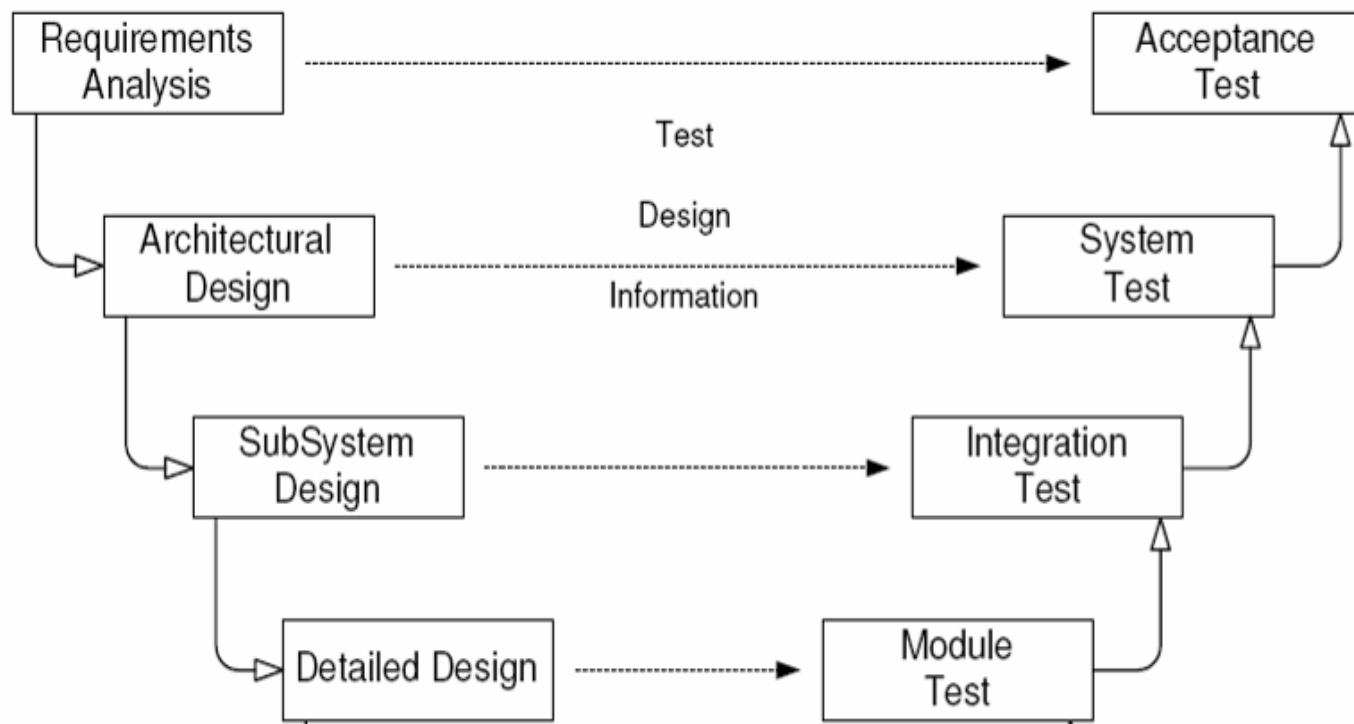 Requirements
Analysis
Acceptance
Test
Test
Design
Information
Architectural
Design
System
Test
SubSystem
Design
Integration
Test
Detailed Design
Module
Test